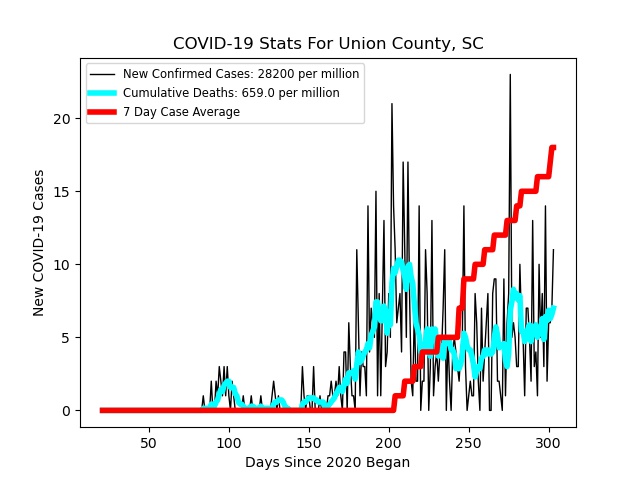 COVID-19 Stats For Union County, SC
New Confirmed Cases: 28200 per million
Cumulative Deaths: 659.0 per million
7 Day Case Average
New COVID-19 Cases
20
15
10
5
0
50 100 150 200 250 300
Days Since 2020 Began